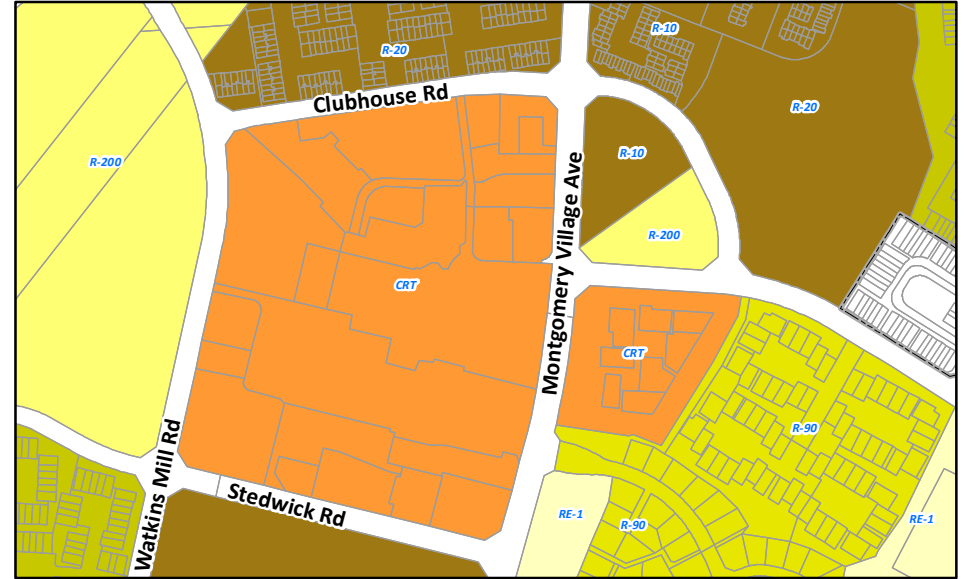 R-10
R-20
Clubhouse Rd
R-20
R-200
R-10
Montgomery Village Ave
R-200
CRT
CRT
R-90
Watkins Mill Rd
Stedwick Rd
RE-1
R-90
RE-1